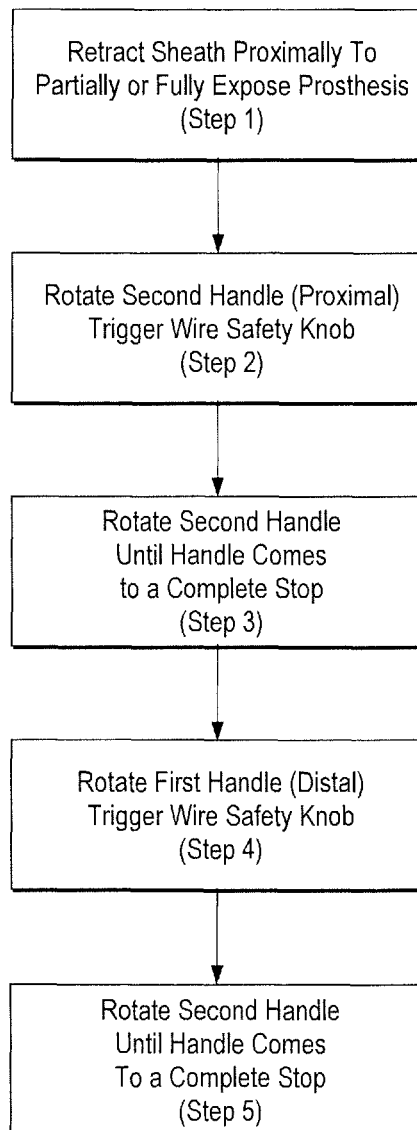 Retract Sheath Proximally To
Partially or Fully Expose Prosthesis
(Step 1)
Rotate Second Handle (Proximal)
Trigger Wire Safety Knob
(Step 2)
Rotate Second Handle
Until Handle Comes
to a Complete Stop
(Step 3)
Rotate First Handle (Distal)
Trigger Wire Safety Knob
(Step 4)
Rotate Second Handle
Until Handle Comes
To a Complete Stop
(Step 5)